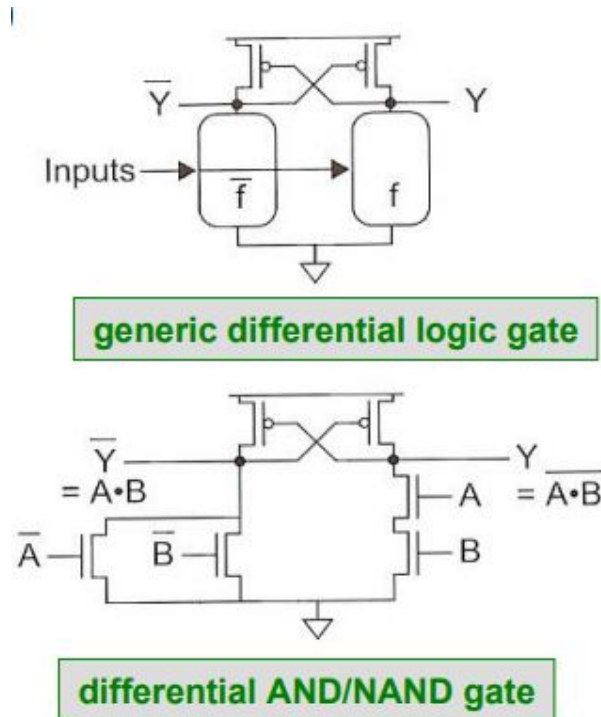 Y̅ Y
Inputs
f̅ f
generic differential logic gate
Y̅ Y
= A•B A = A̅•̅B̅
A̅ B̅ B
differential AND/NAND gate